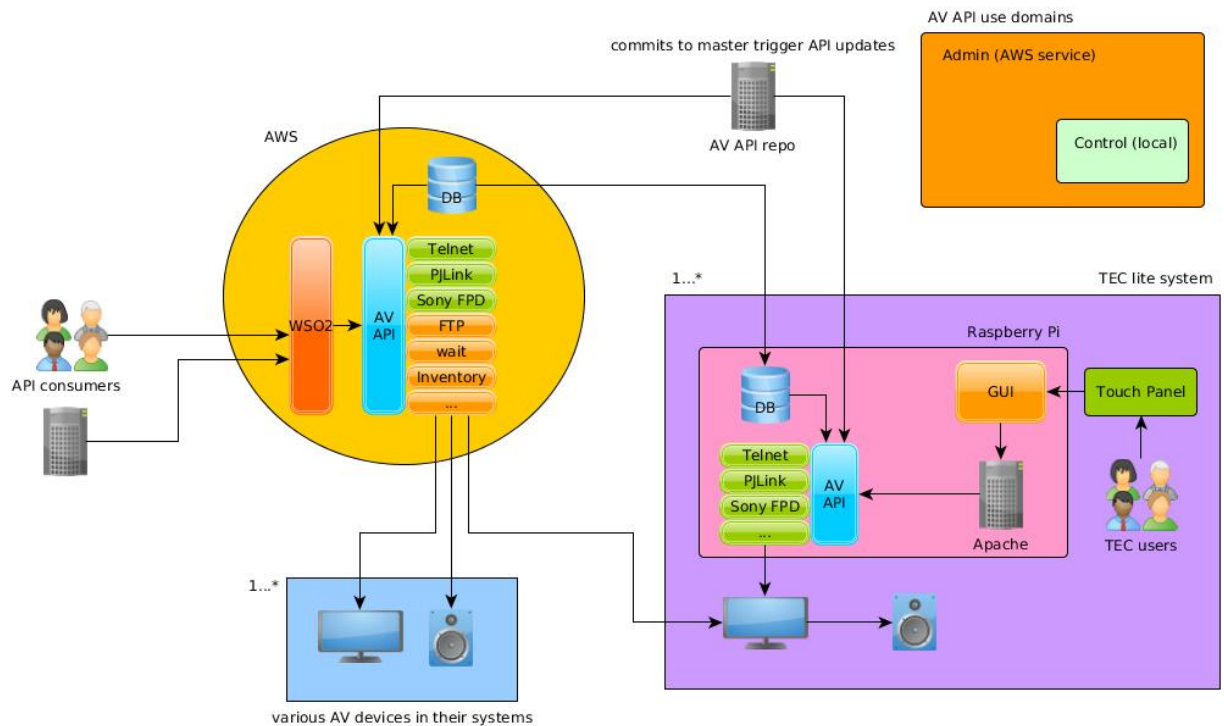 AV API use domains
commits to master trigger API updates
Admin (AWS service)
AWS
Control (local)
AV API repo
DB
1...*
TEC lite system
Telnet
PJLink
Sony FPD
WSO2
AV
API
FTP
wait
Inventory
...
API consumers
Raspberry Pi
DB
GUI
Touch Panel
Telnet
PJLink
Sony FPD
...
AV
API
Apache
TEC users
1...*
various AV devices in their systems